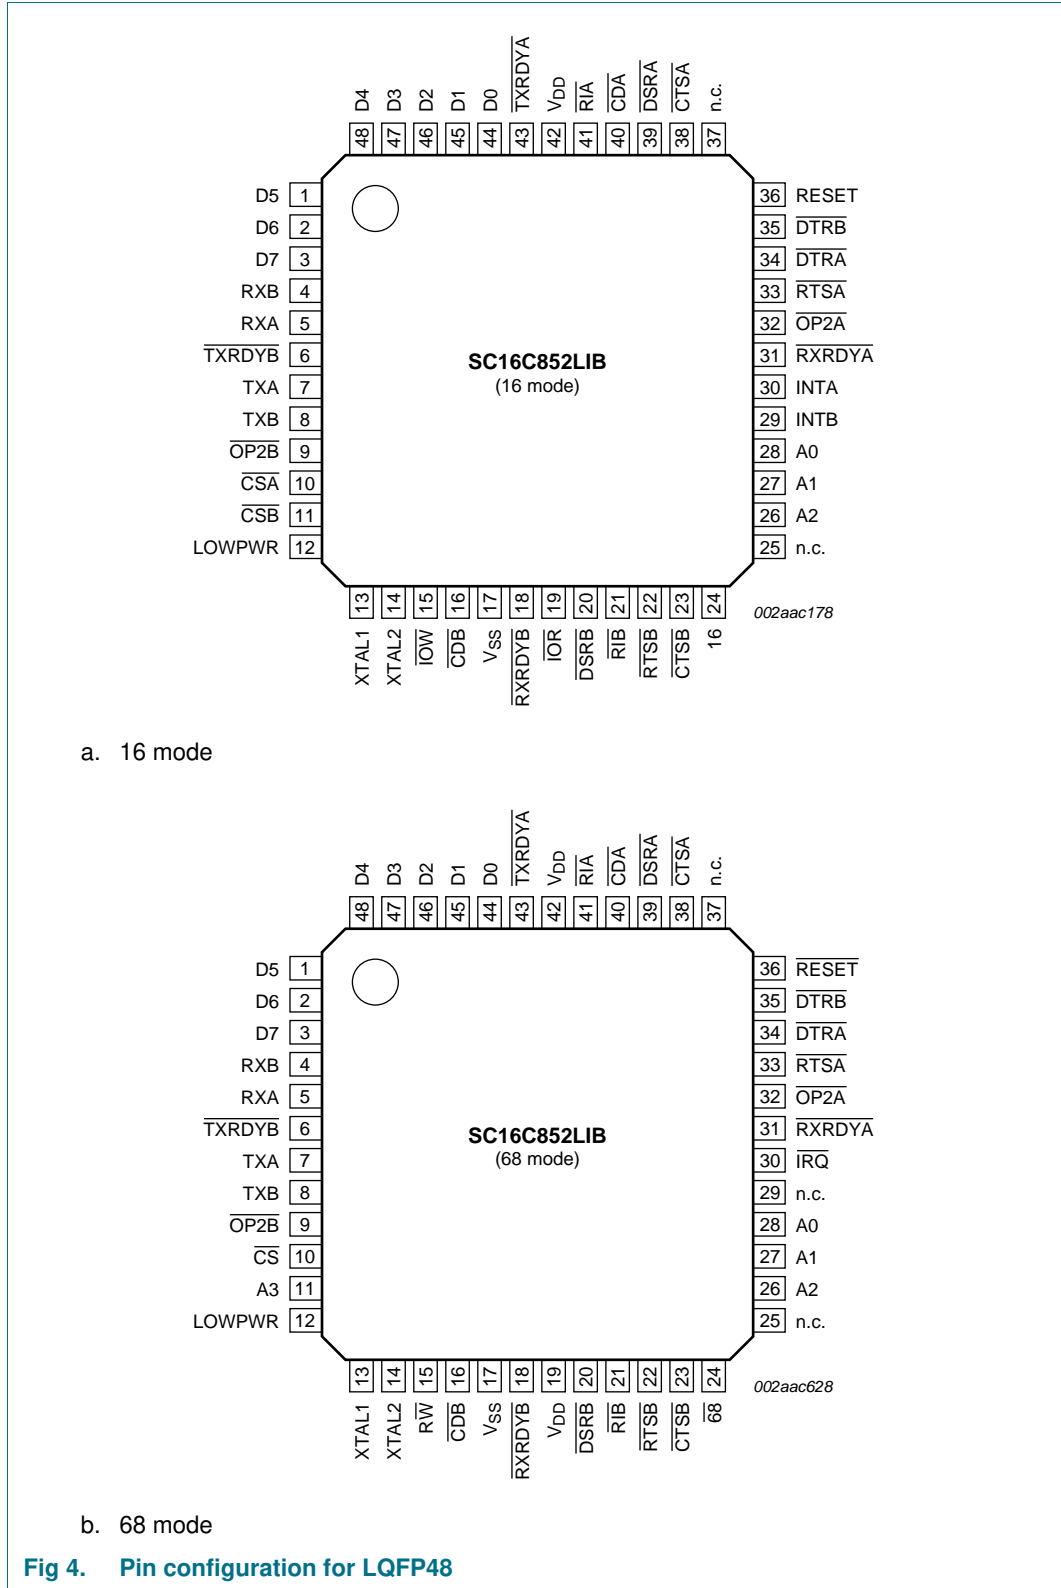 D4 D3 D2 D1 D0 TXRDYA VDD RIA CDA DSRA CTSA n.c.
48 47 46 45 44 43 42 41 40 39 38 37
D5 1 36 RESET
D6 2 35 DTRB
D7 3 34 DTRA
RXB 4 33 RTSA
RXA 5 32 OP2A
TXRDYB 6 31 RXRDYA
SC16C852LIB
TXA 7 (16 mode) 30 INTA
TXB 8 29 INTB
OP2B 9 28 A0
CSA 10 27 A1
CSB 11 26 A2
LOWPWR 12 25 n.c.
13 14 15 16 17 18 19 20 21 22 23 24
002aac178
XTAL1 XTAL2 IOW CDB VSS RXRDYB IOR DSRB RIB RTSB CTSB 16
a. 16 mode
D4 D3 D2 D1 D0 TXRDYA VDD RIA CDA DSRA CTSA n.c.
48 47 46 45 44 43 42 41 40 39 38 37
D5 1 36 RESET
D6 2 35 DTRB
D7 3 34 DTRA
RXB 4 33 RTSA
RXA 5 32 OP2A
TXRDYB 6 31 RXRDYA
SC16C852LIB
TXA 7 (68 mode) 30 IRQ
TXB 8 29 n.c.
OP2B 9 28 A0
CS 10 27 A1
A3 11 26 A2
LOWPWR 12 25 n.c.
13 14 15 16 17 18 19 20 21 22 23 24
002aac628
XTAL1 XTAL2 RW CDB VSS RXRDYB VDD DSRB RIB RTSB CTSB 68
b. 68 mode
Fig 4. Pin configuration for LQFP48